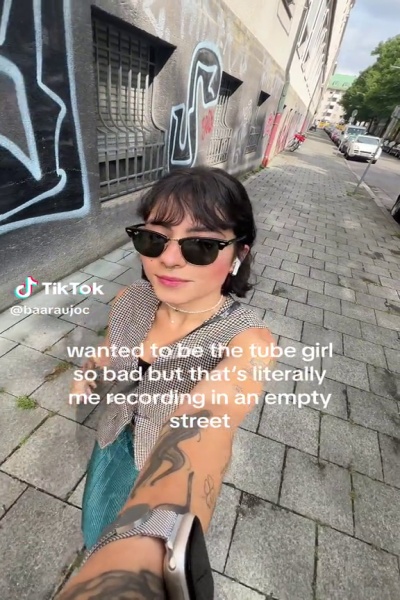 TikTok
@baaraujoc
wanted to be the tube girl
so bad but that's literally
me recording in an empty
street